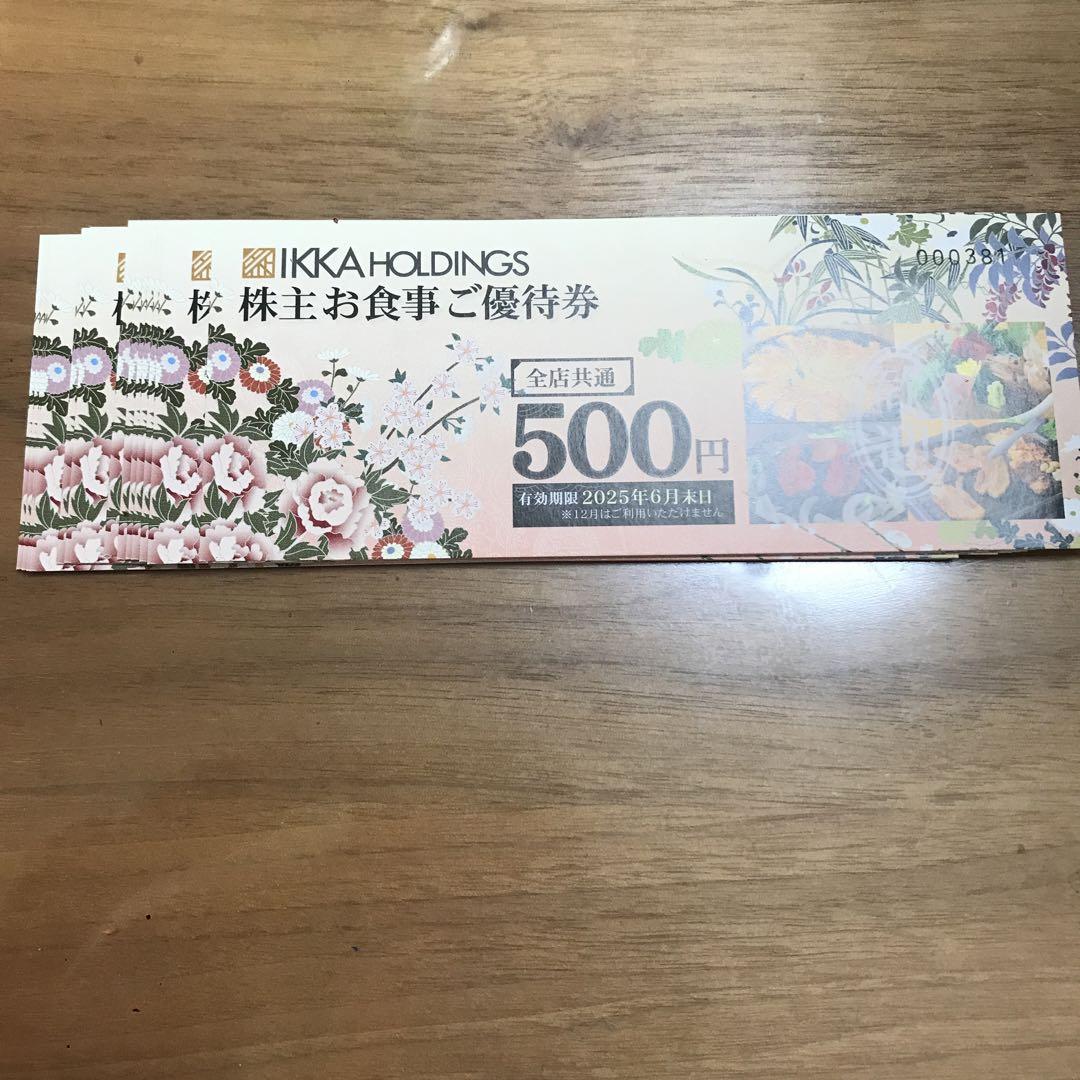 IKKA HOLDINGS
000381
株主お食事ご優待券
全店共通
500円
有効期限 2025年6月末日
※12月はご利用いただけません